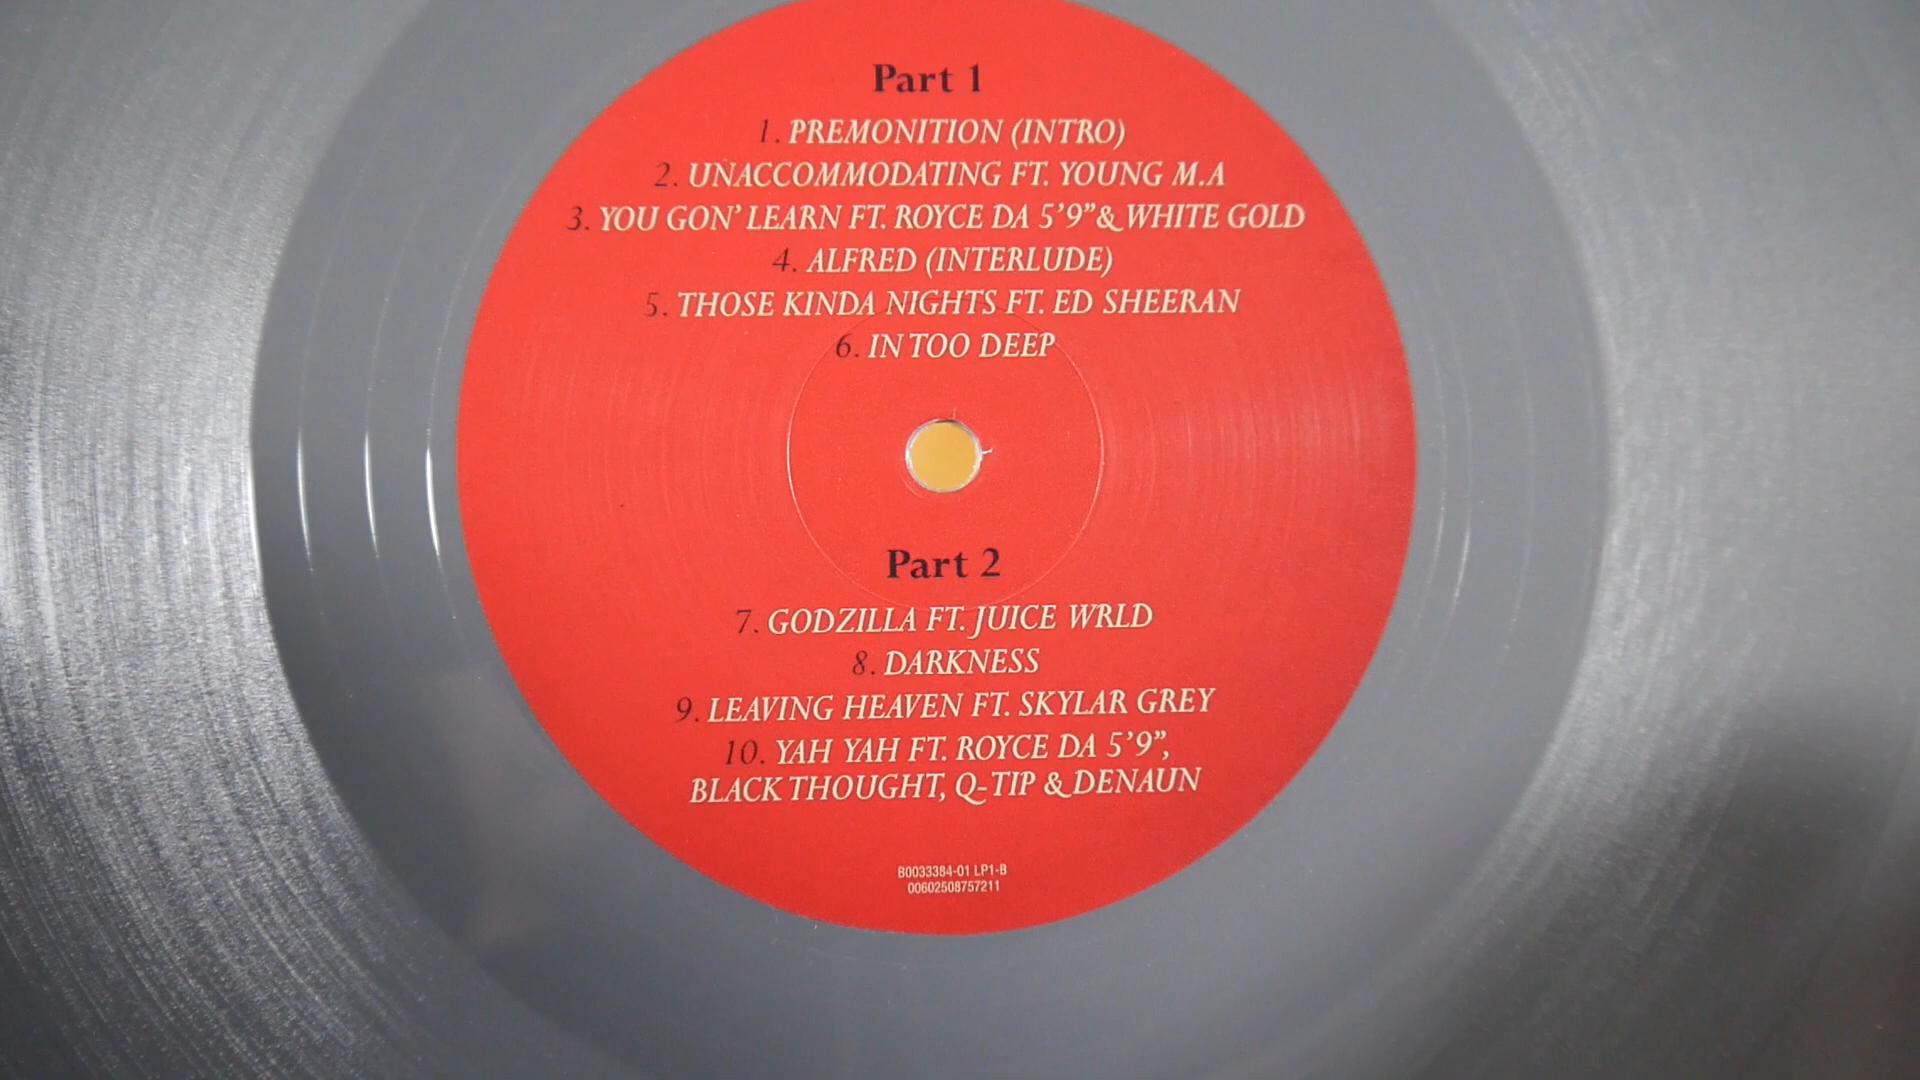 Part 1
1. PREMONITION (INTRO)
2. UNACCOMMODATING FT. YOUNG M.A
3. YOU GON' LEARN FT. ROYCE DA 5'9" & WHITE GOLD
4. ALFRED (INTERLUDE)
5. THOSE KINDA NIGHTS FT. ED SHEERAN
6. IN TOO DEEP
Part 2
7. GODZILLA FT. JUICE WRLD
8. DARKNESS
9. LEAVING HEAVEN FT. SKYLAR GREY
10. YAH YAH FT. ROYCE DA 5'9",
BLACK THOUGHT, Q-TIP & DENAUN
B0033384-01 LP1-B
00602508757211